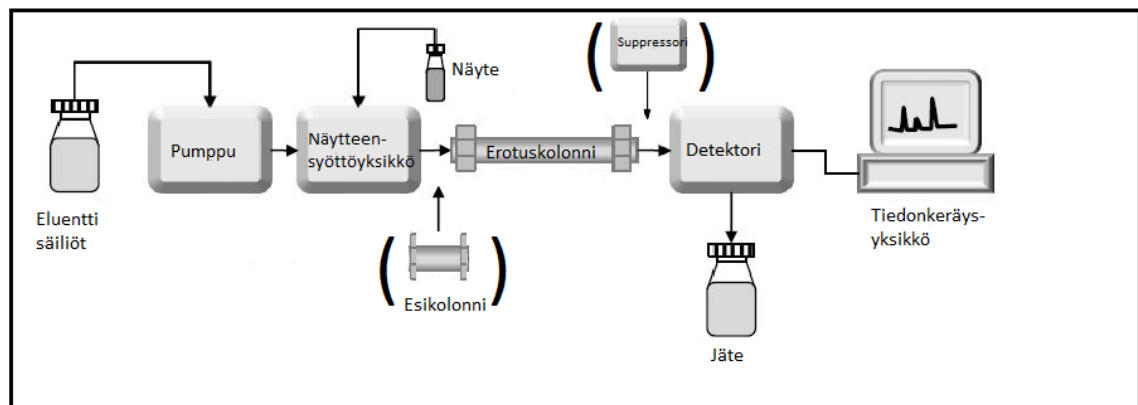 Suppressori
Näyte
Pumppu
Näytteen-
syöttöyksikkö
Erotuskolonni
Detektori
Eluentti
säiliöt
Tiedonkeräys-
yksikkö
Esikolonni
Jäte